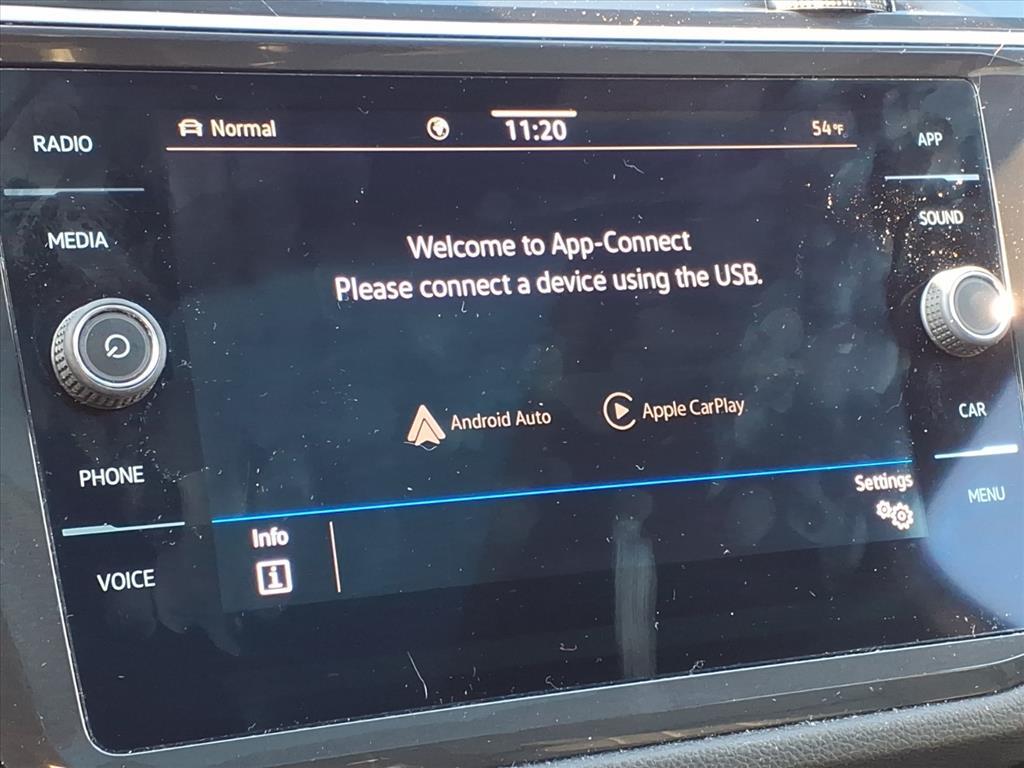 Normal
11:20
54°F
RADIO
MEDIA
PHONE
VOICE
Welcome to App-Connect
Please connect a device using the USB.
Android Auto
Apple CarPlay
Info
i
Settings
APP
SOUND
CAR
MENU